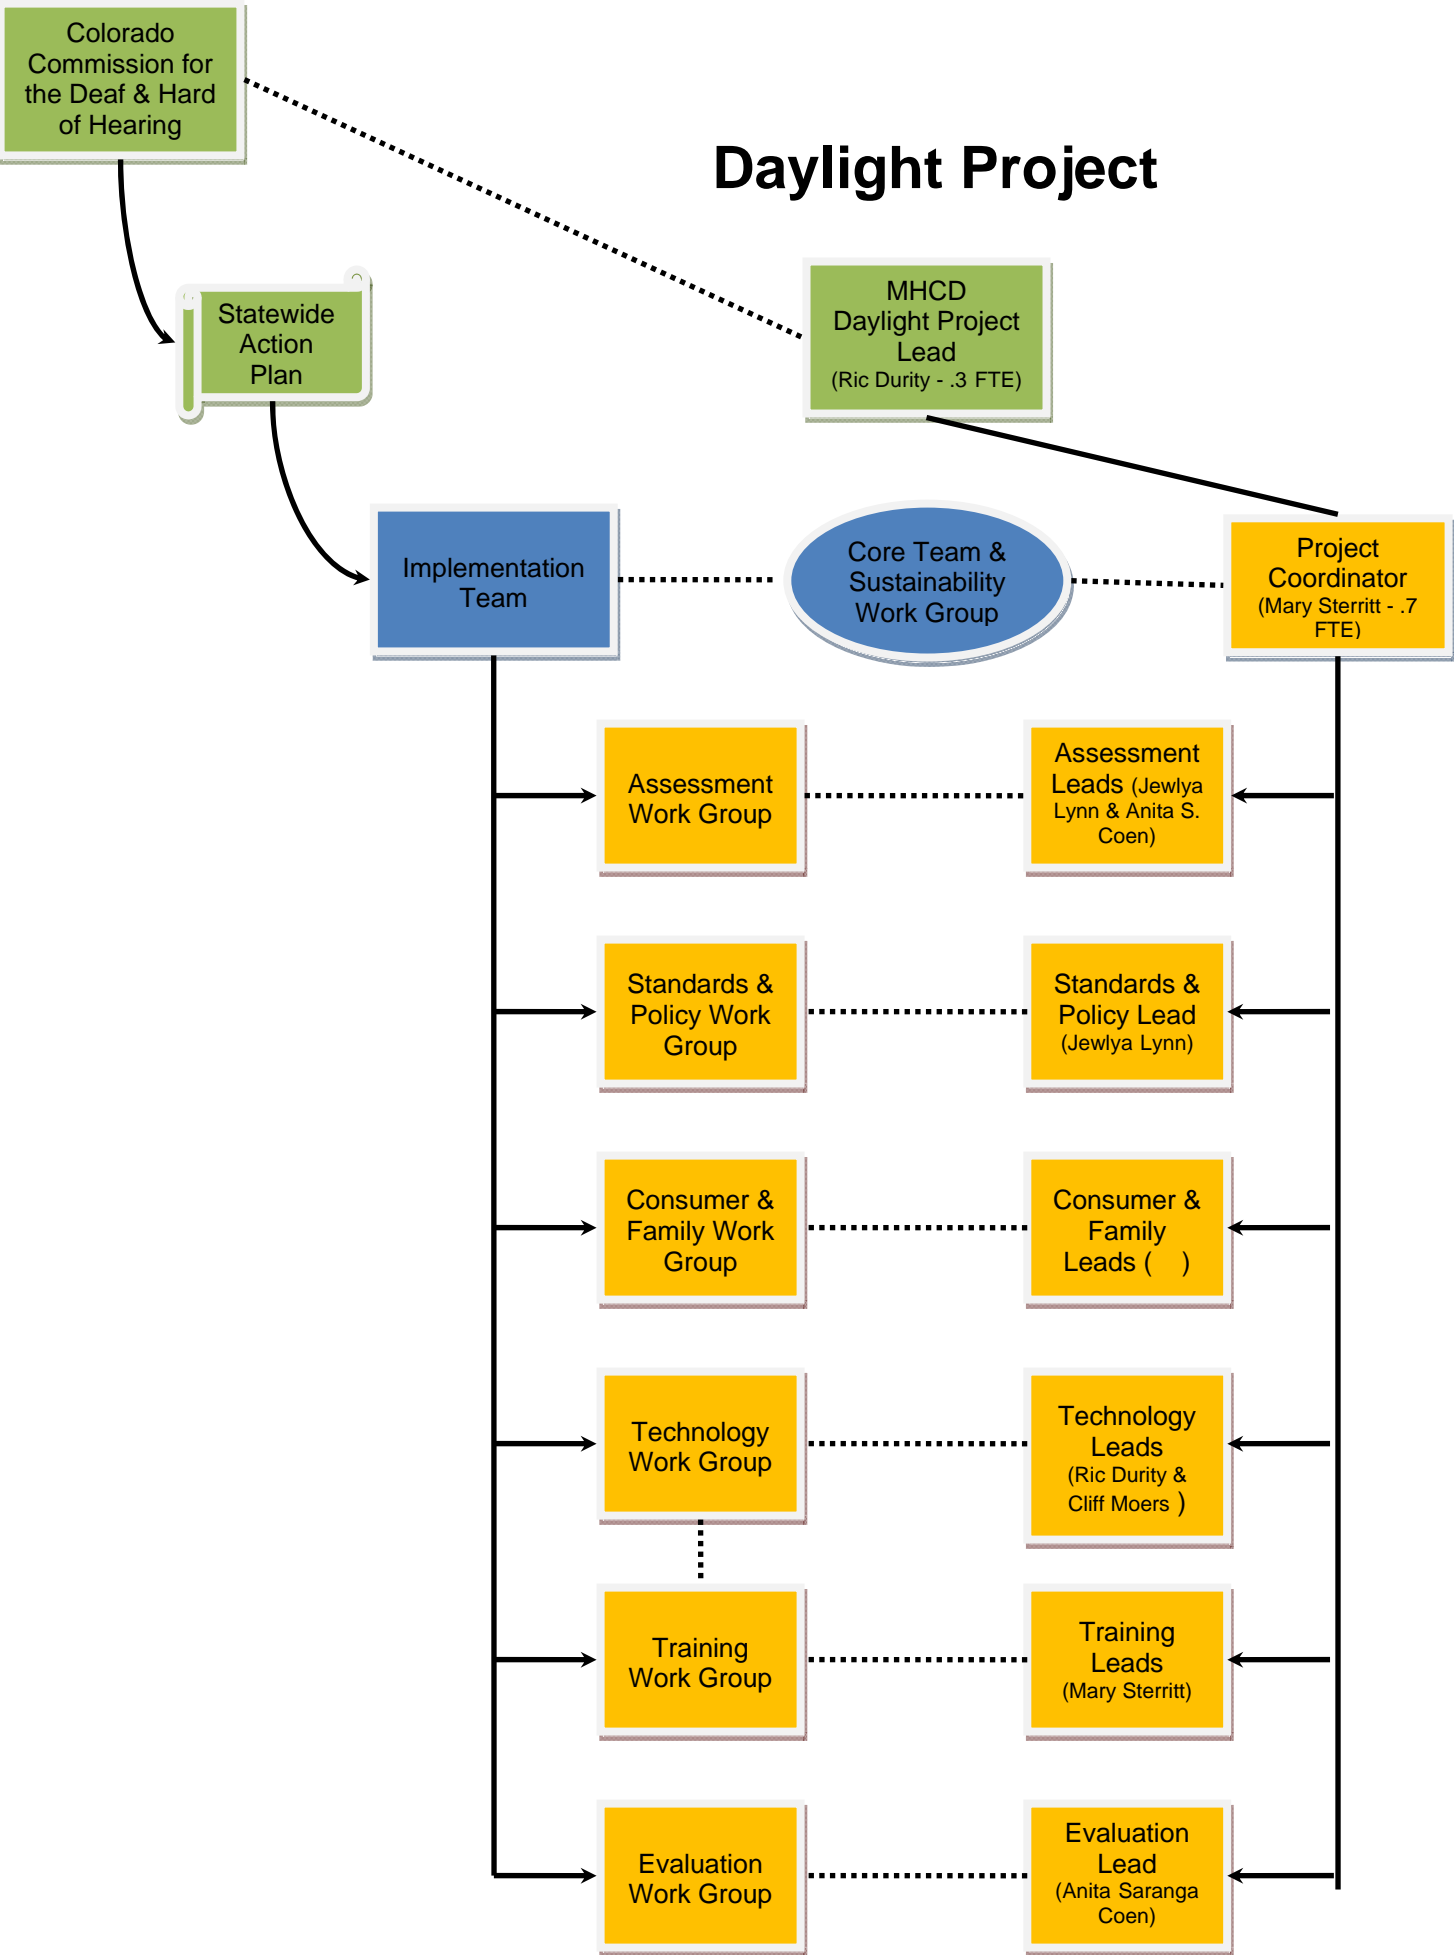 Colorado
Commission for
the Deaf & Hard
of Hearing
Daylight Project
Statewide
Action
Plan
MHCD
Daylight Project
Lead
(Ric Durity - .3 FTE)
Implementation
Team
Core Team &
Sustainability
Work Group
Project
Coordinator
(Mary Sterritt - .7
FTE)
Assessment
Work Group
Assessment
Leads (Jewlya
Lynn & Anita S.
Coen)
Standards &
Policy Work
Group
Standards &
Policy Lead
(Jewlya Lynn)
Consumer &
Family Work
Group
Consumer &
Family
Leads (   )
Technology
Work Group
Technology
Leads
(Ric Durity &
Cliff Moers )
Training
Work Group
Training
Leads
(Mary Sterritt)
Evaluation
Work Group
Evaluation
Lead
(Anita Saranga
Coen)